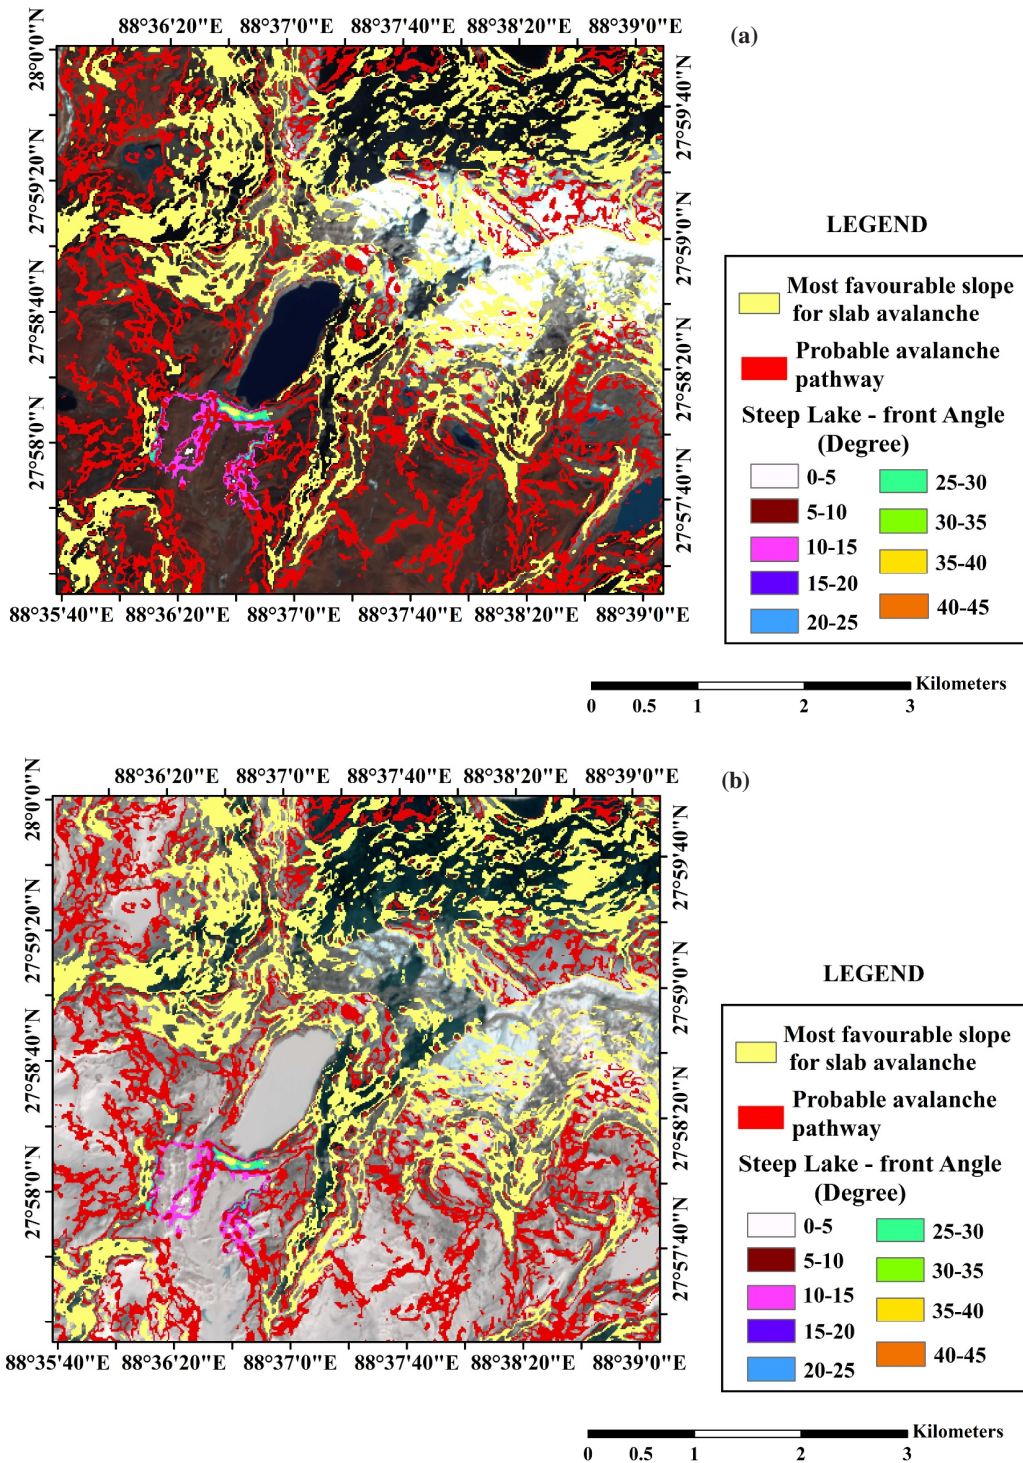 88°36'20"E 88°37'0"E 88°37'40"E 88°38'20"E 88°39'0"E
(a)
28°0'0"N
27°59'20"N
27°58'40"N
27°58'0"N
27°59'40"N
27°59'0"N
27°58'20"N
27°57'40"N
88°35'40"E 88°36'20"E 88°37'0"E 88°37'40"E 88°38'20"E 88°39'0"E
LEGEND
Most favourable slope
for slab avalanche
Probable avalanche
pathway
Steep Lake - front Angle
(Degree)
0-5
5-10
10-15
15-20
20-25
25-30
30-35
35-40
40-45
Kilometers
0 0.5 1 2 3
88°36'20"E 88°37'0"E 88°37'40"E 88°38'20"E 88°39'0"E
(b)
28°0'0"N
27°59'20"N
27°58'40"N
27°58'0"N
27°59'40"N
27°59'0"N
27°58'20"N
27°57'40"N
88°35'40"E 88°36'20"E 88°37'0"E 88°37'40"E 88°38'20"E 88°39'0"E
LEGEND
Most favourable slope
for slab avalanche
Probable avalanche
pathway
Steep Lake - front Angle
(Degree)
0-5
5-10
10-15
15-20
20-25
25-30
30-35
35-40
40-45
Kilometers
0 0.5 1 2 3